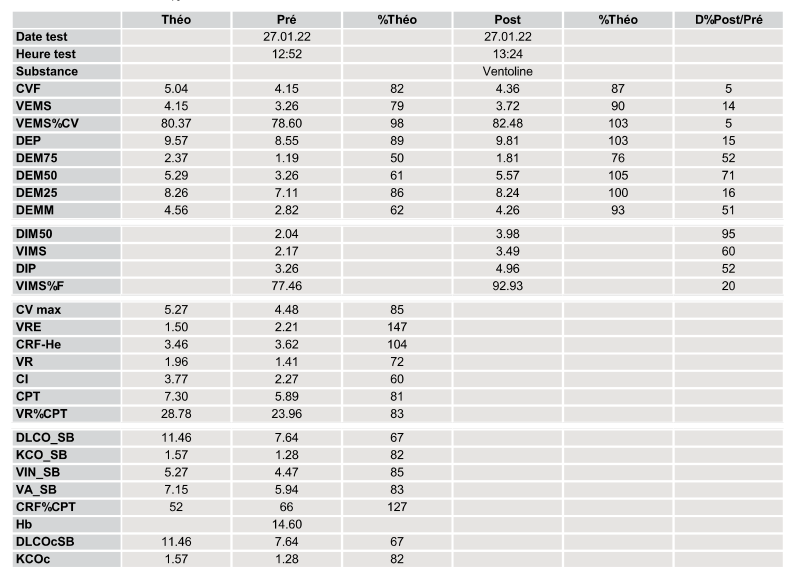 Théo Pré %Théo Post %Théo D%Post/Pré
Date test 27.01.22 27.01.22
Heure test 12:52 13:24
Substance Ventoline
CVF 5.04 4.15 82 4.36 87 5
VEMS 4.15 3.26 79 3.72 90 14
VEMS%CV 80.37 78.60 98 82.48 103 5
DEP 9.57 8.55 89 9.81 103 15
DEM75 2.37 1.19 50 1.81 76 52
DEM50 5.29 3.26 61 5.57 105 71
DEM25 8.26 7.11 86 8.24 100 16
DEMM 4.56 2.82 62 4.26 93 51
DIM50 2.04 3.98 95
VIMS 2.17 3.49 60
DIP 3.26 4.96 52
VIMS%F 77.46 92.93 20
CV max 5.27 4.48 85
VRE 1.50 2.21 147
CRF-He 3.46 3.62 104
VR 1.96 1.41 72
CI 3.77 2.27 60
CPT 7.30 5.89 81
VR%CPT 28.78 23.96 83
DLCO_SB 11.46 7.64 67
KCO_SB 1.57 1.28 82
VIN_SB 5.27 4.47 85
VA_SB 7.15 5.94 83
CRF%CPT 52 66 127
Hb 14.60
DLCOcSB 11.46 7.64 67
KCOc 1.57 1.28 82